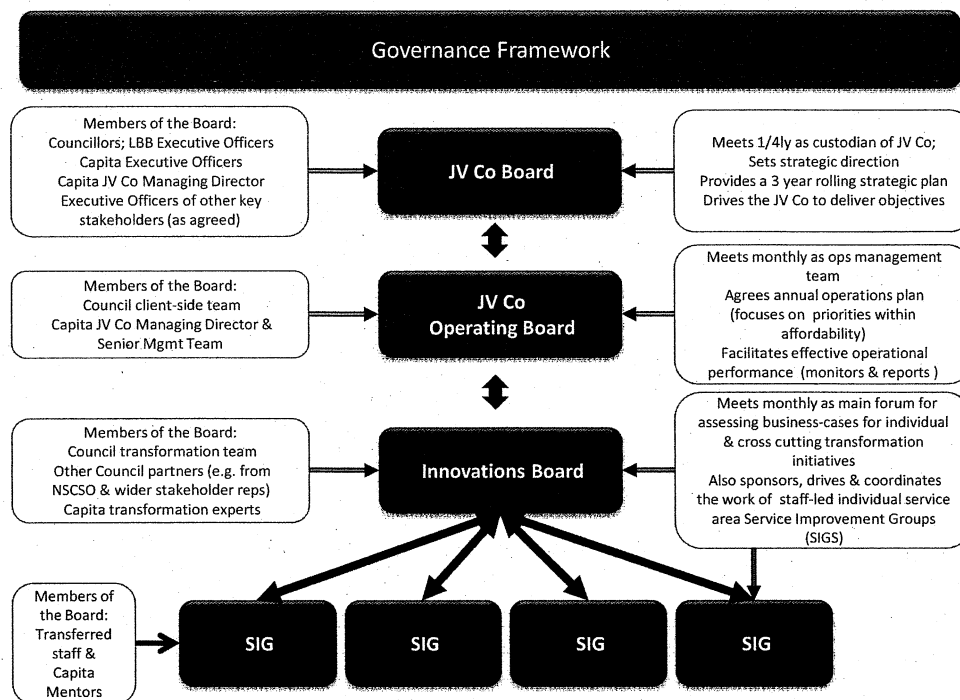 Governance Framework
Members of the Board:
Councillors; LBB Executive Officers
Capita Executive Officers
Capita JV Co Managing Director
Executive Officers of other key
stakeholders (as agreed)
JV Co Board
Meets 1/4ly as custodian of JV Co;
Sets strategic direction
Provides a 3 year rolling strategic plan
Drives the JV Co to deliver objectives
Members of the Board:
Council client-side team
Capita JV Co Managing Director &
Senior Mgmt Team
JV Co
Operating Board
Meets monthly as ops management
team
Agrees annual operations plan
(focuses on priorities within
affordability)
Facilitates effective operational
performance (monitors & reports )
Members of the Board:
Council transformation team
Other Council partners (e.g. from
NSCSO & wider stakeholder reps)
Capita transformation experts
Innovations Board
Meets monthly as main forum for
assessing business-cases for individual
& cross cutting transformation
initiatives
Also sponsors, drives & coordinates
the work of staff-led individual service
area Service Improvement Groups
(SIGS)
Members of
the Board:
Transferred
staff &
Capita
Mentors
SIG
SIG
SIG
SIG